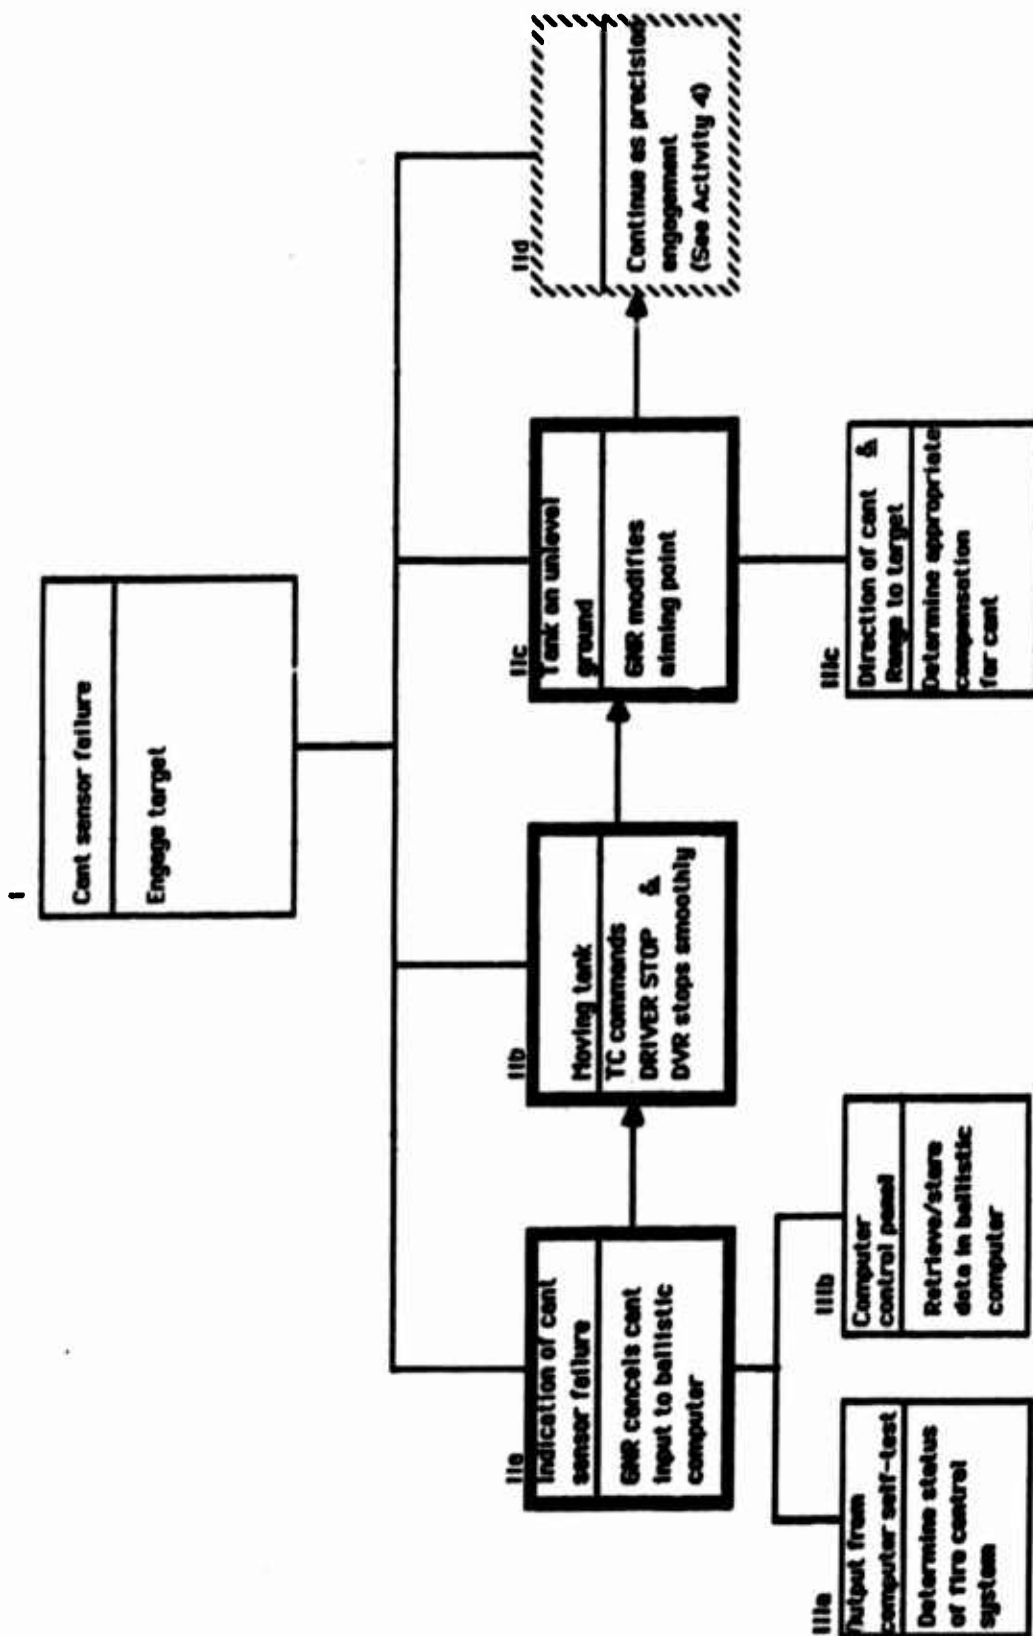 I
Cant sensor failure
Engage target
IIa
Indication of cant
sensor failure
GNR cancels cant
input to ballistic
computer
IIb
Moving tank
TC commands
DRIVER STOP &
DVR stops smoothly
IIc
Tank on unlevel
ground
GNR modifies
aiming point
IId
Continue as precision
engagement
(See Activity 4)
IIIa
Output from
computer self-test
Determine status
of fire control
system
IIIb
Computer
control panel
Retrieve/store
data in ballistic
computer
IIIc
Direction of cant &
Range to target
Determine appropriate
compensation
for cant